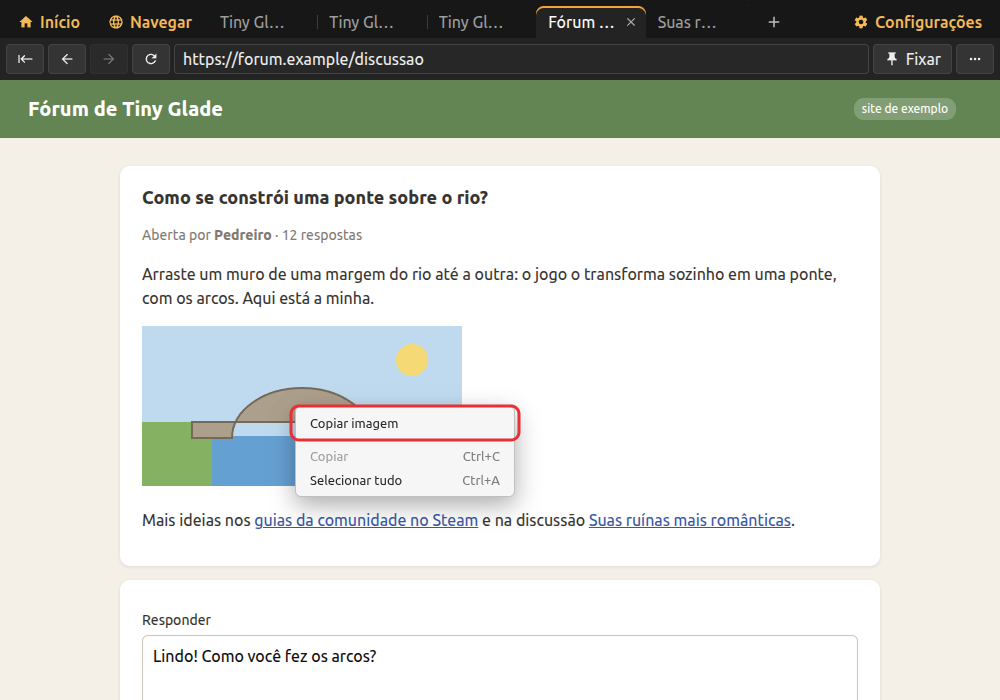 Início
Navegar
Tiny Gl...
Tiny Gl...
Tiny Gl...
Fórum ...
Suas r...
Configurações
https://forum.example/discussao
Fixar
Fórum de Tiny Glade
site de exemplo
Como se constrói uma ponte sobre o rio?
Aberta por Pedreiro · 12 respostas
Arraste um muro de uma margem do rio até a outra: o jogo o transforma sozinho em uma ponte,
com os arcos. Aqui está a minha.
Copiar imagem
Copiar Ctrl+C
Selecionar tudo Ctrl+A
Mais ideias nos guias da comunidade no Steam e na discussão Suas ruínas mais românticas.
Responder
Lindo! Como você fez os arcos?